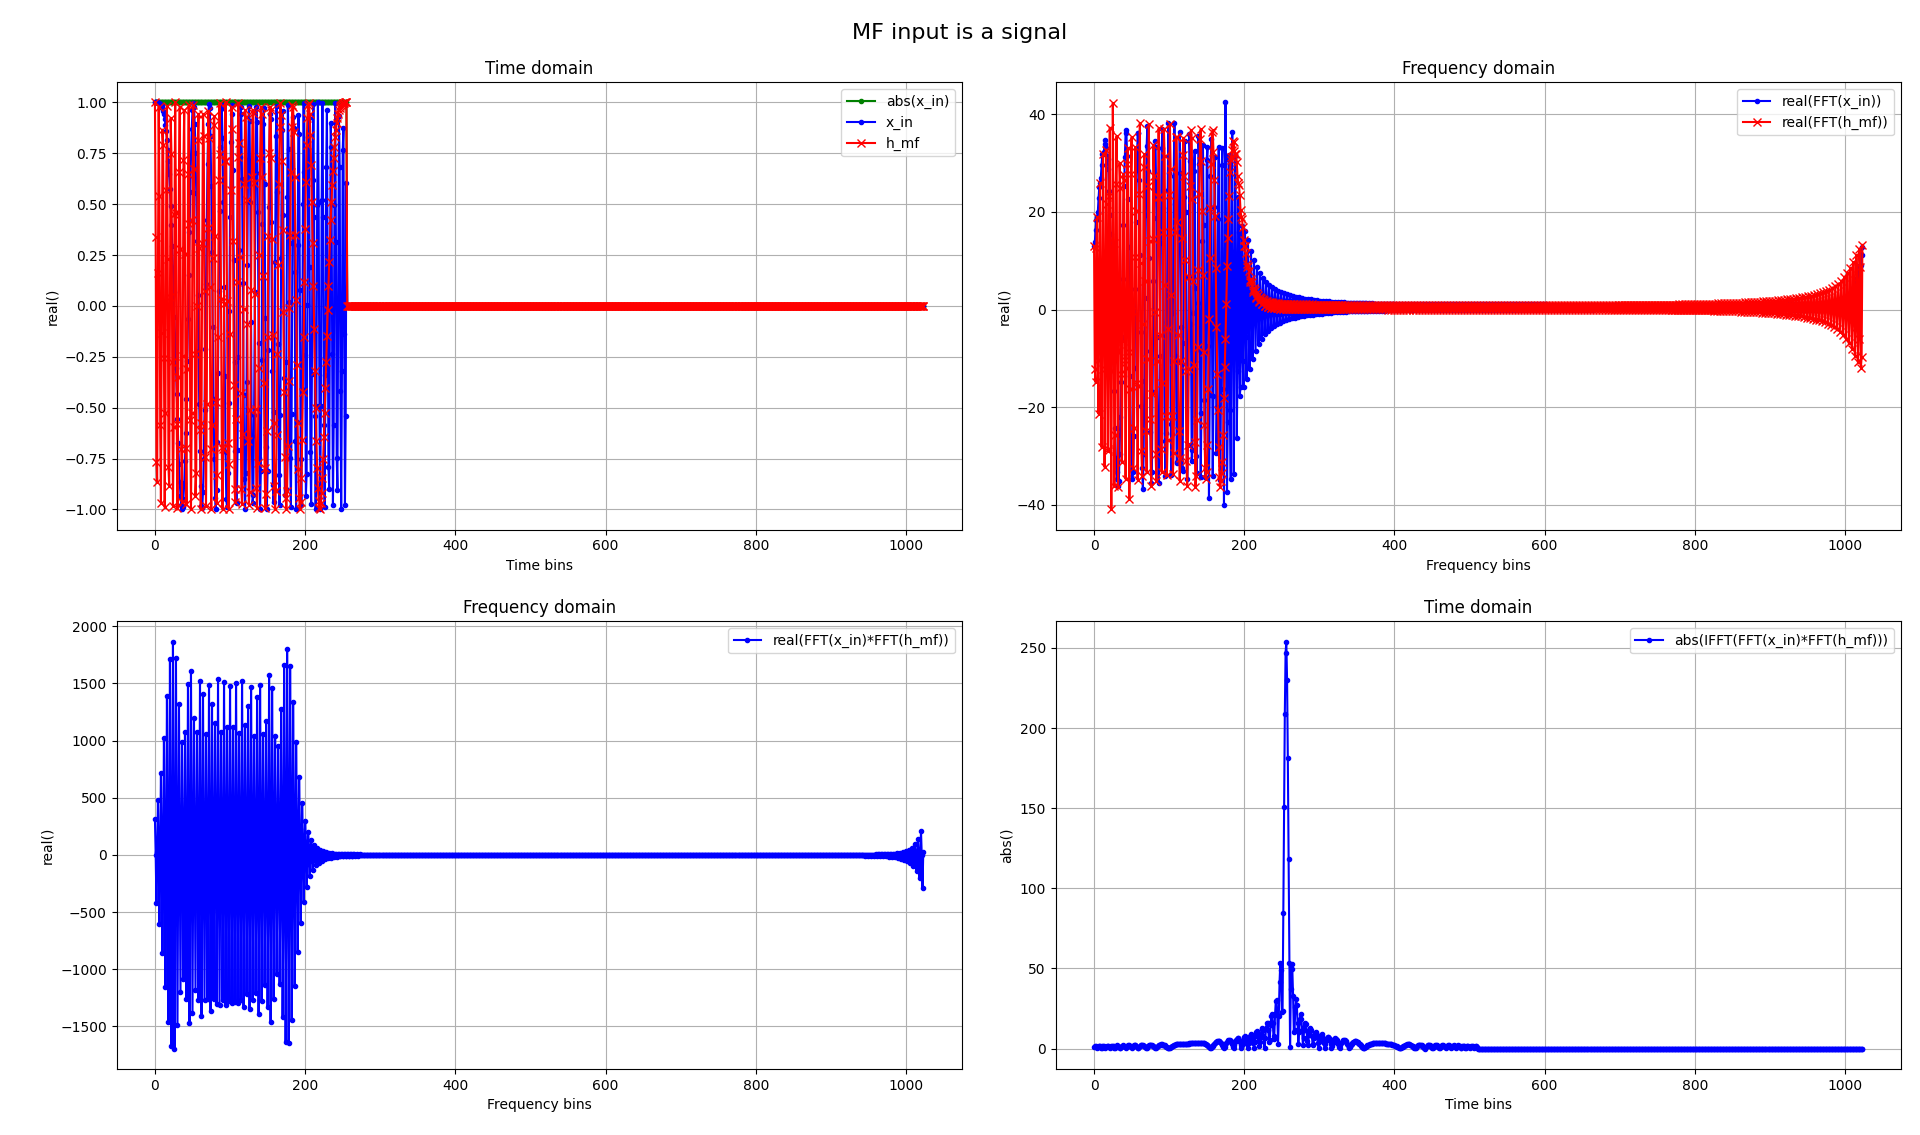 MF input is a signal
Time domain
1.00
0.75
0.50
0.25
0.00
−0.25
−0.50
−0.75
−1.00
real()
0
200
400
600
800
1000
Time bins
abs(x_in)
x_in
h_mf
Frequency domain
40
20
0
−20
−40
real()
0
200
400
600
800
1000
Frequency bins
real(FFT(x_in))
real(FFT(h_mf))
Frequency domain
2000
1500
1000
500
0
−500
−1000
−1500
real()
0
200
400
600
800
1000
Frequency bins
real(FFT(x_in)*FFT(h_mf))
Time domain
250
200
150
100
50
0
abs()
0
200
400
600
800
1000
Time bins
abs(IFFT(FFT(x_in)*FFT(h_mf)))